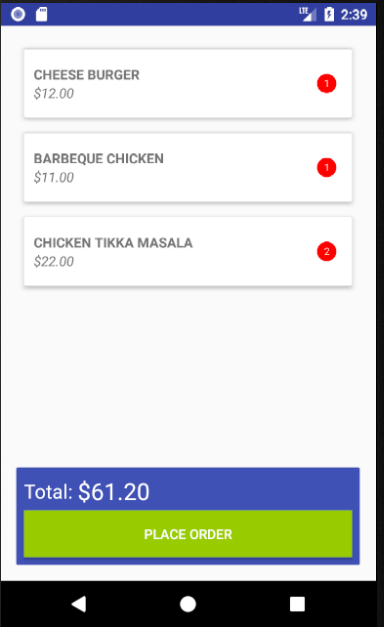 LTE 2:39
CHEESE BURGER
$12.00
1
BARBEQUE CHICKEN
$11.00
1
CHICKEN TIKKA MASALA
$22.00
2
Total: $61.20
PLACE ORDER